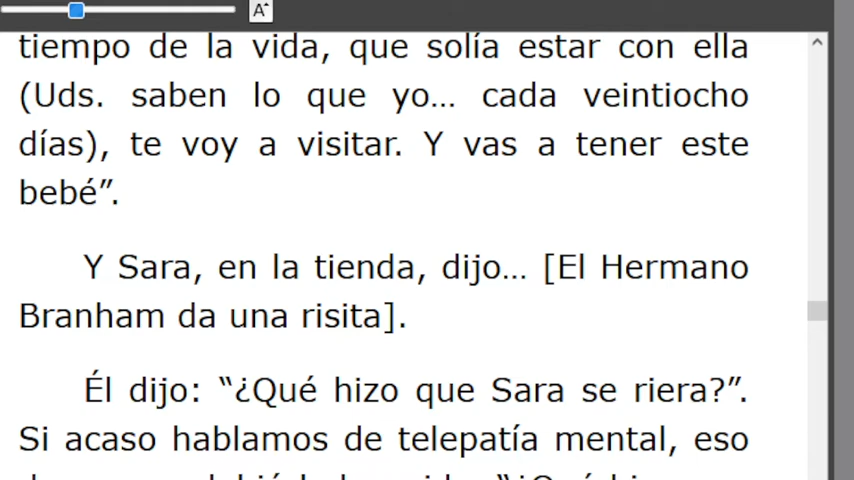 A
tiempo de la vida, que solía estar con ella
(Uds. saben lo que yo... cada veintiocho
días), te voy a visitar. Y vas a tener este
bebé”.
Y Sara, en la tienda, dijo... [El Hermano
Branham da una risita].
Él dijo: “¿Qué hizo que Sara se riera?”.
Si acaso hablamos de telepatía mental, eso